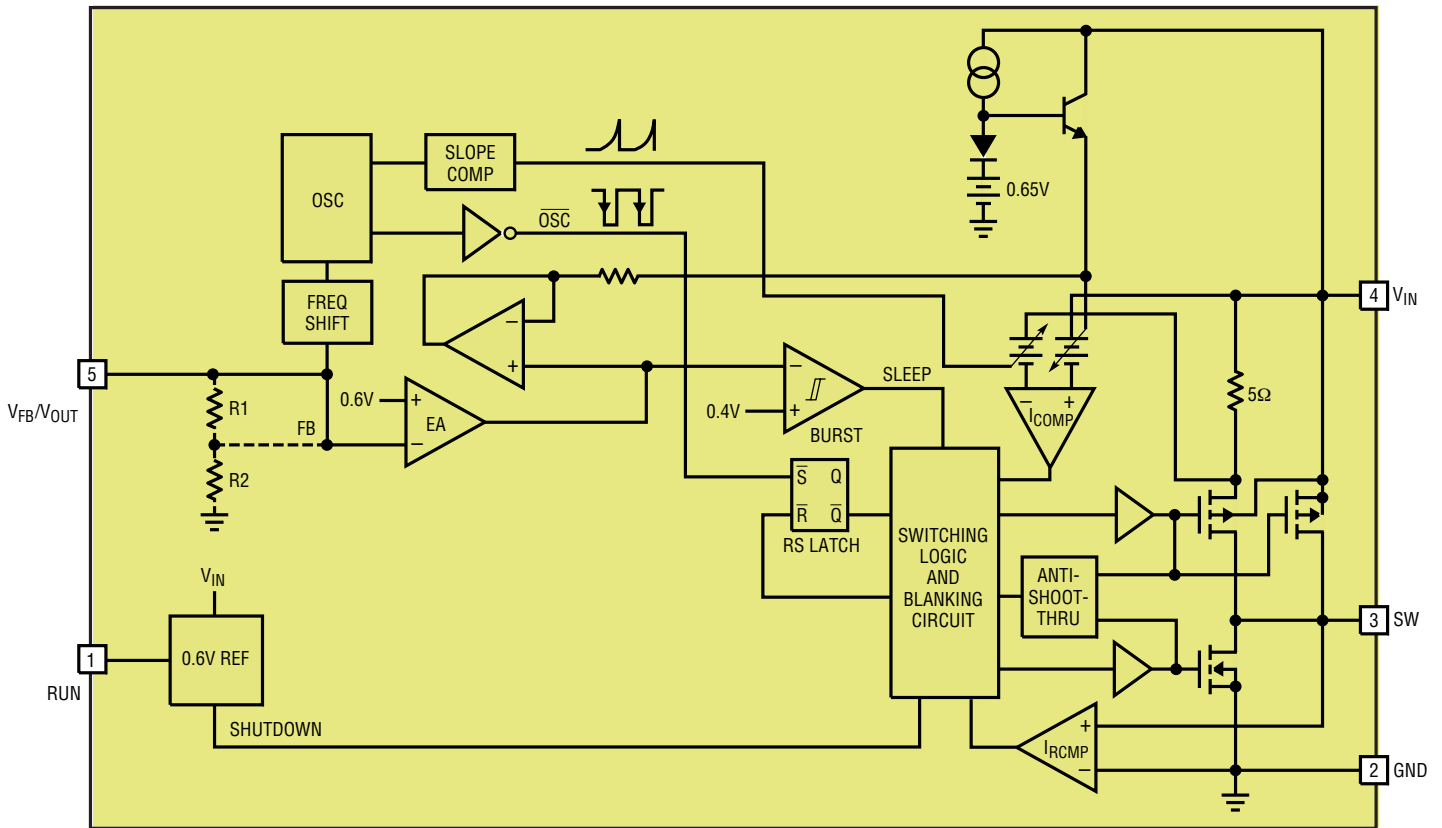 0.65V
SLOPE
COMP
OSC
OSC
FREQ
SHIFT
4
VIN
5
VFB/VOUT
R1
R2
FB
0.6V
+
EA
–
–
+
–
0.4V
+
BURST
SLEEP
–
+
ICOMP
5Ω
S
Q
R
Q
RS LATCH
SWITCHING
LOGIC
AND
BLANKING
CIRCUIT
ANTI-
SHOOT-
THRU
3
SW
VIN
0.6V REF
1
RUN
SHUTDOWN
+
IRCMP
–
2
GND